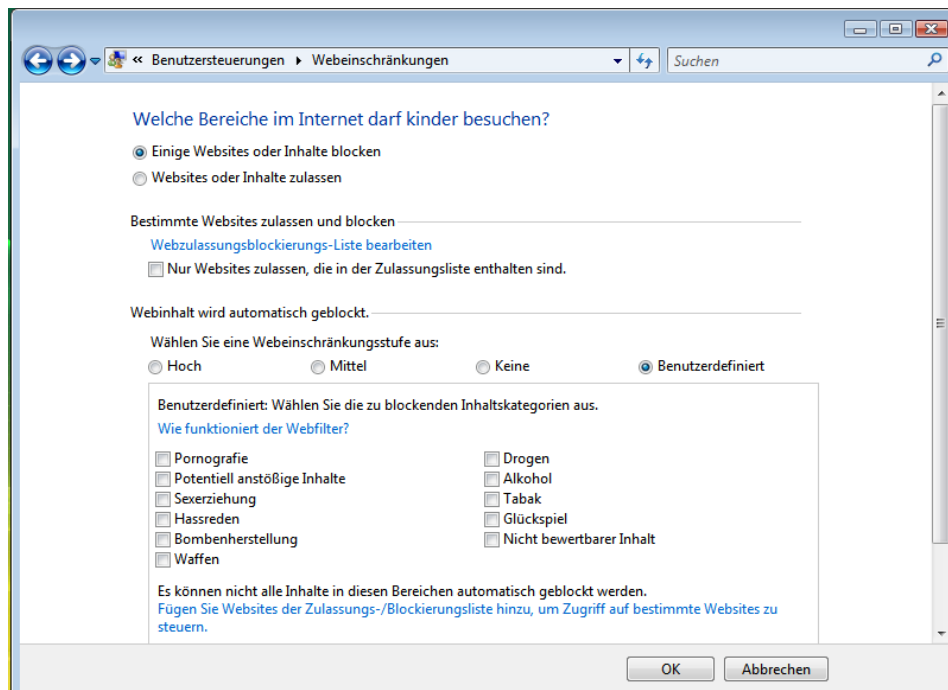 « Benutzersteuerungen ▸ Webeinschränkungen
Suchen
Welche Bereiche im Internet darf kinder besuchen?
Einige Websites oder Inhalte blocken
Websites oder Inhalte zulassen
Bestimmte Websites zulassen und blocken
Webzulassungsblockierungs-Liste bearbeiten
Nur Websites zulassen, die in der Zulassungsliste enthalten sind.
Webinhalt wird automatisch geblockt.
Wählen Sie eine Webeinschränkungsstufe aus:
Hoch Mittel Keine Benutzerdefiniert
Benutzerdefiniert: Wählen Sie die zu blockenden Inhaltskategorien aus.
Wie funktioniert der Webfilter?
Pornografie Drogen
Potentiell anstößige Inhalte Alkohol
Sexerziehung Tabak
Hassreden Glückspiel
Bombenherstellung Nicht bewertbarer Inhalt
Waffen
Es können nicht alle Inhalte in diesen Bereichen automatisch geblockt werden.
Fügen Sie Websites der Zulassungs-/Blockierungsliste hinzu, um Zugriff auf bestimmte Websites zu
steuern.
OK Abbrechen